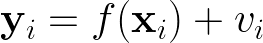 𝐲ᵢ = f(𝐱ᵢ) + vᵢ